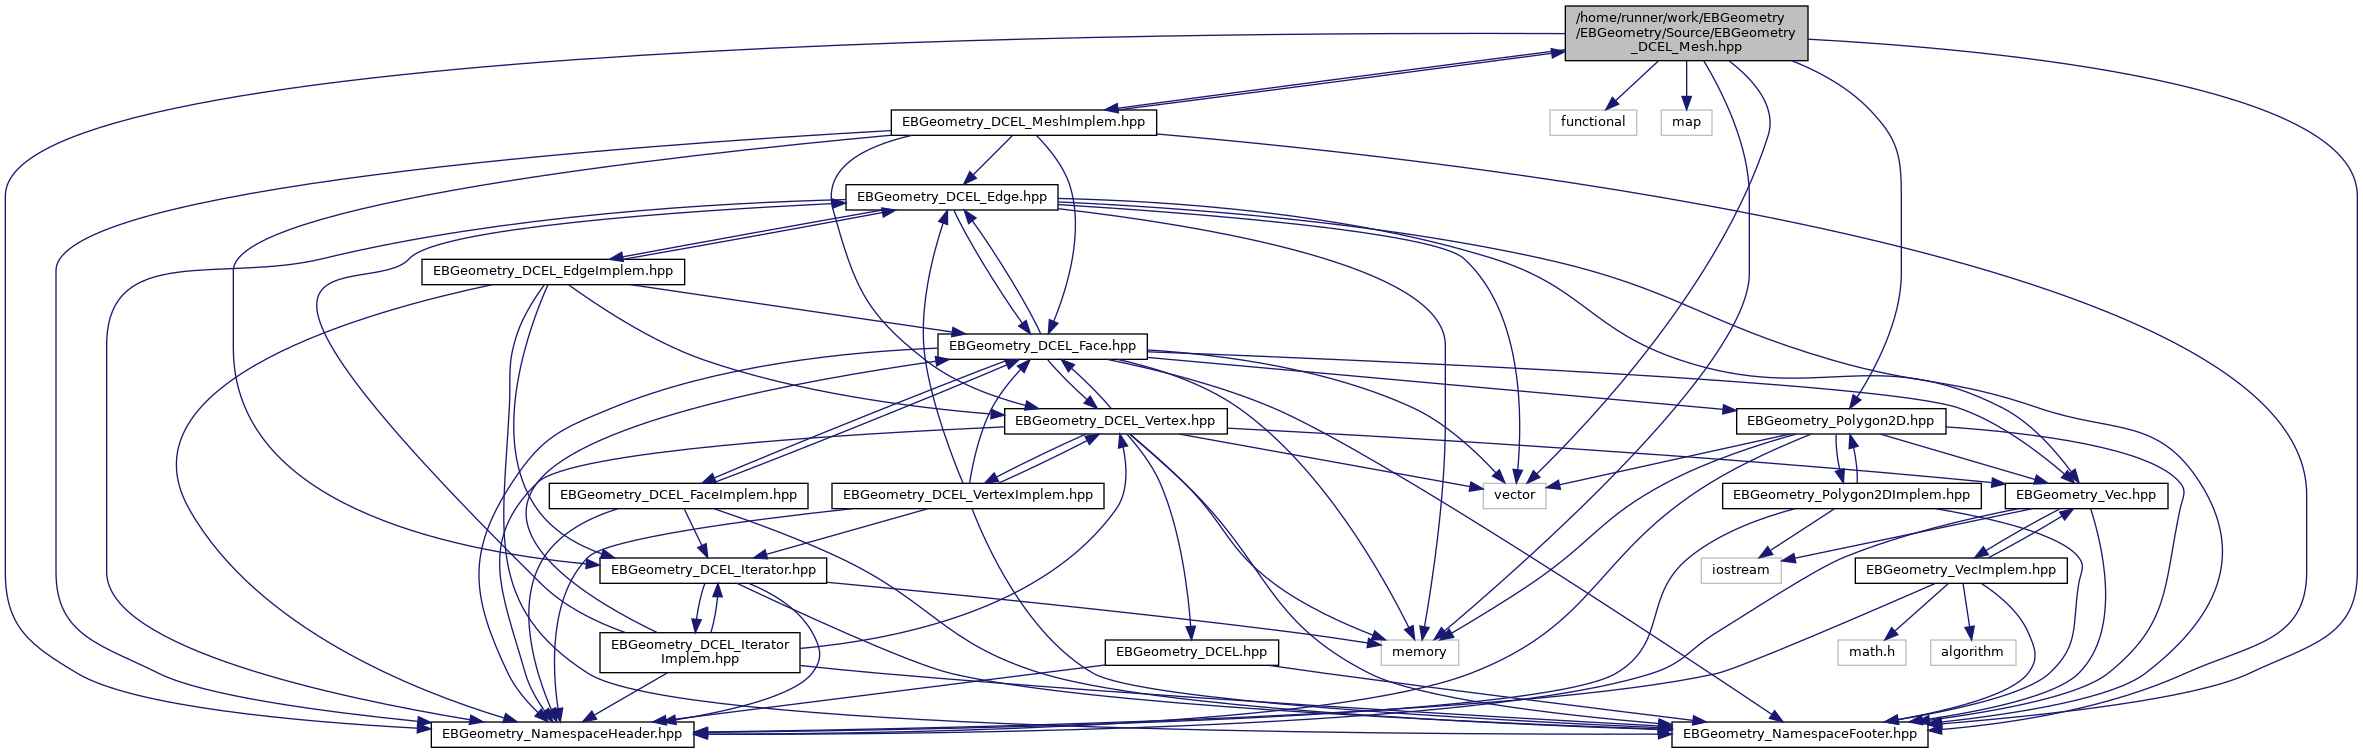 /home/runner/work/EBGeometry
/EBGeometry/Source/EBGeometry
_DCEL_Mesh.hpp
EBGeometry_DCEL_MeshImplem.hpp
functional
map
EBGeometry_DCEL_Edge.hpp
EBGeometry_DCEL_EdgeImplem.hpp
EBGeometry_DCEL_Face.hpp
EBGeometry_DCEL_Vertex.hpp
EBGeometry_Polygon2D.hpp
EBGeometry_DCEL_FaceImplem.hpp
EBGeometry_DCEL_VertexImplem.hpp
vector
EBGeometry_Polygon2DImplem.hpp
EBGeometry_Vec.hpp
EBGeometry_DCEL_Iterator.hpp
iostream
EBGeometry_VecImplem.hpp
EBGeometry_DCEL_Iterator
Implem.hpp
EBGeometry_DCEL.hpp
memory
math.h
algorithm
EBGeometry_NamespaceHeader.hpp
EBGeometry_NamespaceFooter.hpp